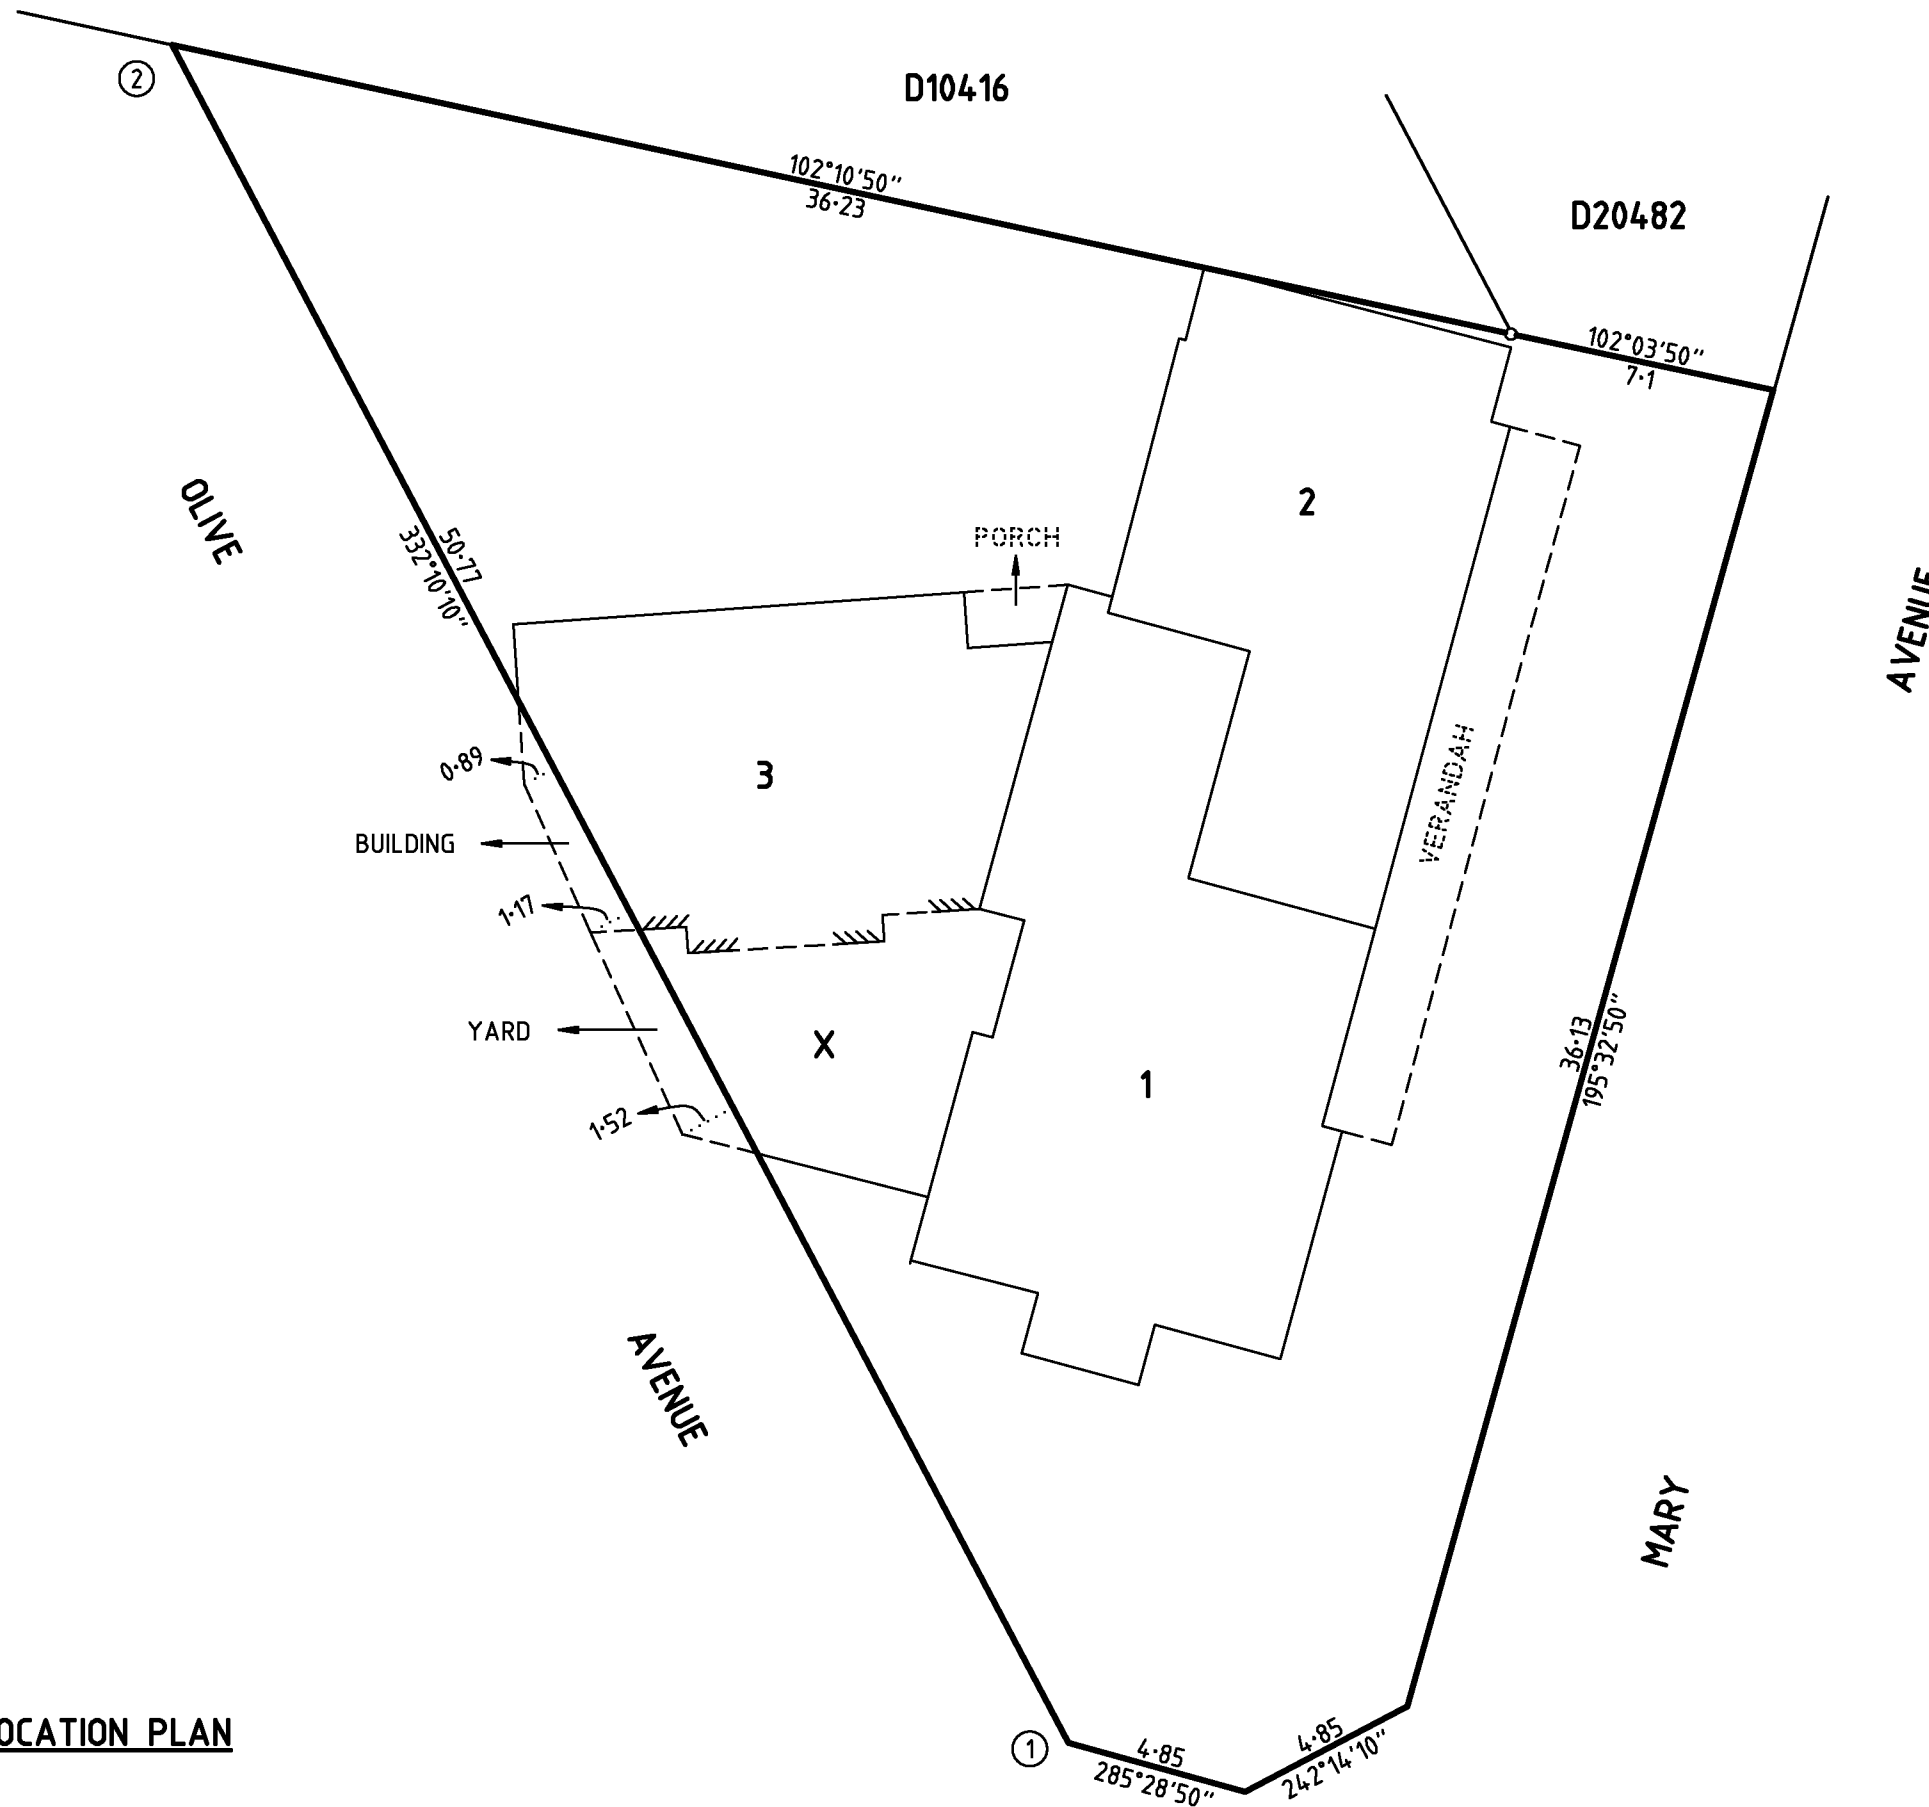 2
D10416
102°10'50"
36·23
D20482
102°03'50"
7·1
OLIVE
2
PORCH
50·77
332°10'10"
AVENUE
0·89
3
VERANDAH
BUILDING
1·17
YARD
X
36·13
195°32'50"
1
1·52
AVENUE
MARY
OCATION PLAN
1
4·85
285°28'50"
4·85
242°14'10"